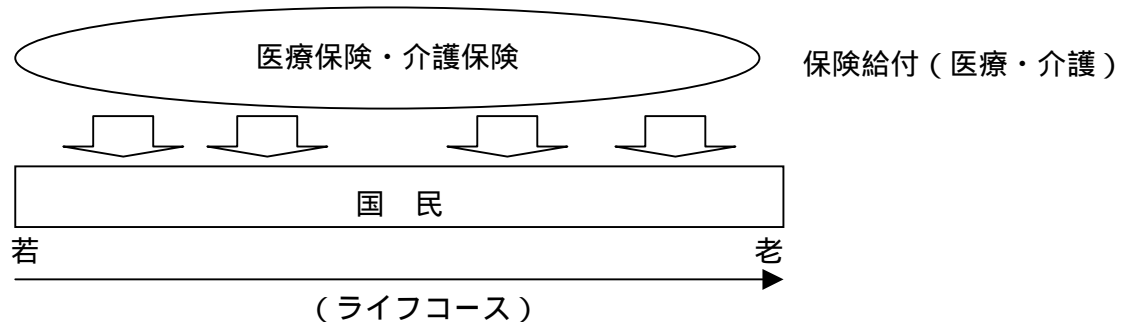 医療保険・介護保険
保険給付（医療・介護）
国　民
若
老
（ライフコース）